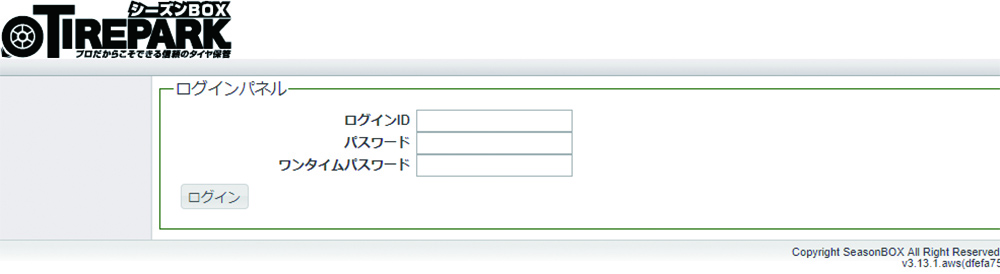 シーズンBOX
TIREPARK
プロだからこそできる信頼のタイヤ保管
ログインパネル
ログインID
パスワード
ワンタイムパスワード
ログイン
Copyright SeasonBOX All Right Reserved
v3.13.1.aws(dfefa75